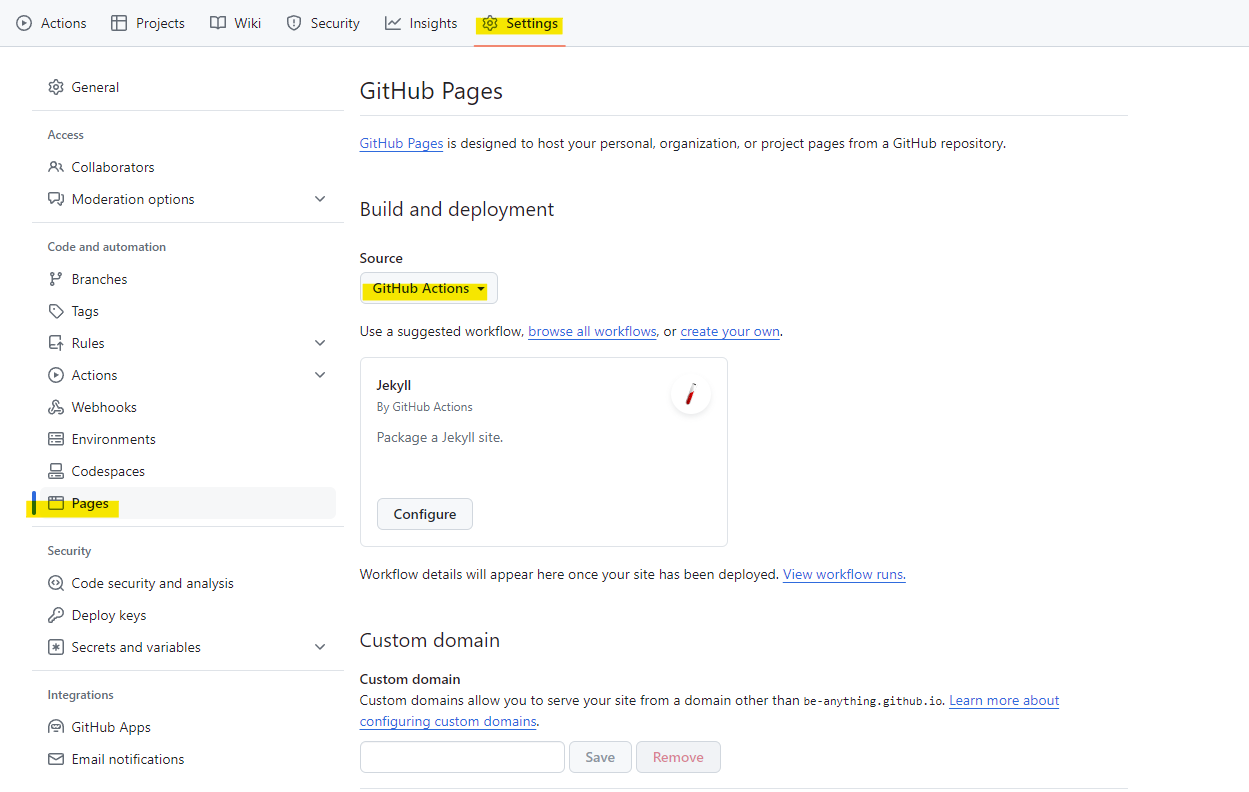 Actions Projects Wiki Security Insights Settings
General
Access
Collaborators
Moderation options
Code and automation
Branches
Tags
Rules
Actions
Webhooks
Environments
Codespaces
Pages
Security
Code security and analysis
Deploy keys
Secrets and variables
Integrations
GitHub Apps
Email notifications
GitHub Pages
GitHub Pages is designed to host your personal, organization, or project pages from a GitHub repository.
Build and deployment
Source
GitHub Actions
Use a suggested workflow, browse all workflows, or create your own.
Jekyll
By GitHub Actions
Package a Jekyll site.
Configure
Workflow details will appear here once your site has been deployed. View workflow runs.
Custom domain
Custom domain
Custom domains allow you to serve your site from a domain other than be-anything.github.io. Learn more about
configuring custom domains.
Save Remove